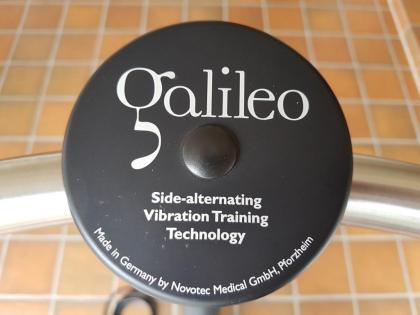 galileo
Side-alternating
Vibration Training
Technology
Made in Germany by Novotec Medical GmbH, Pforzheim